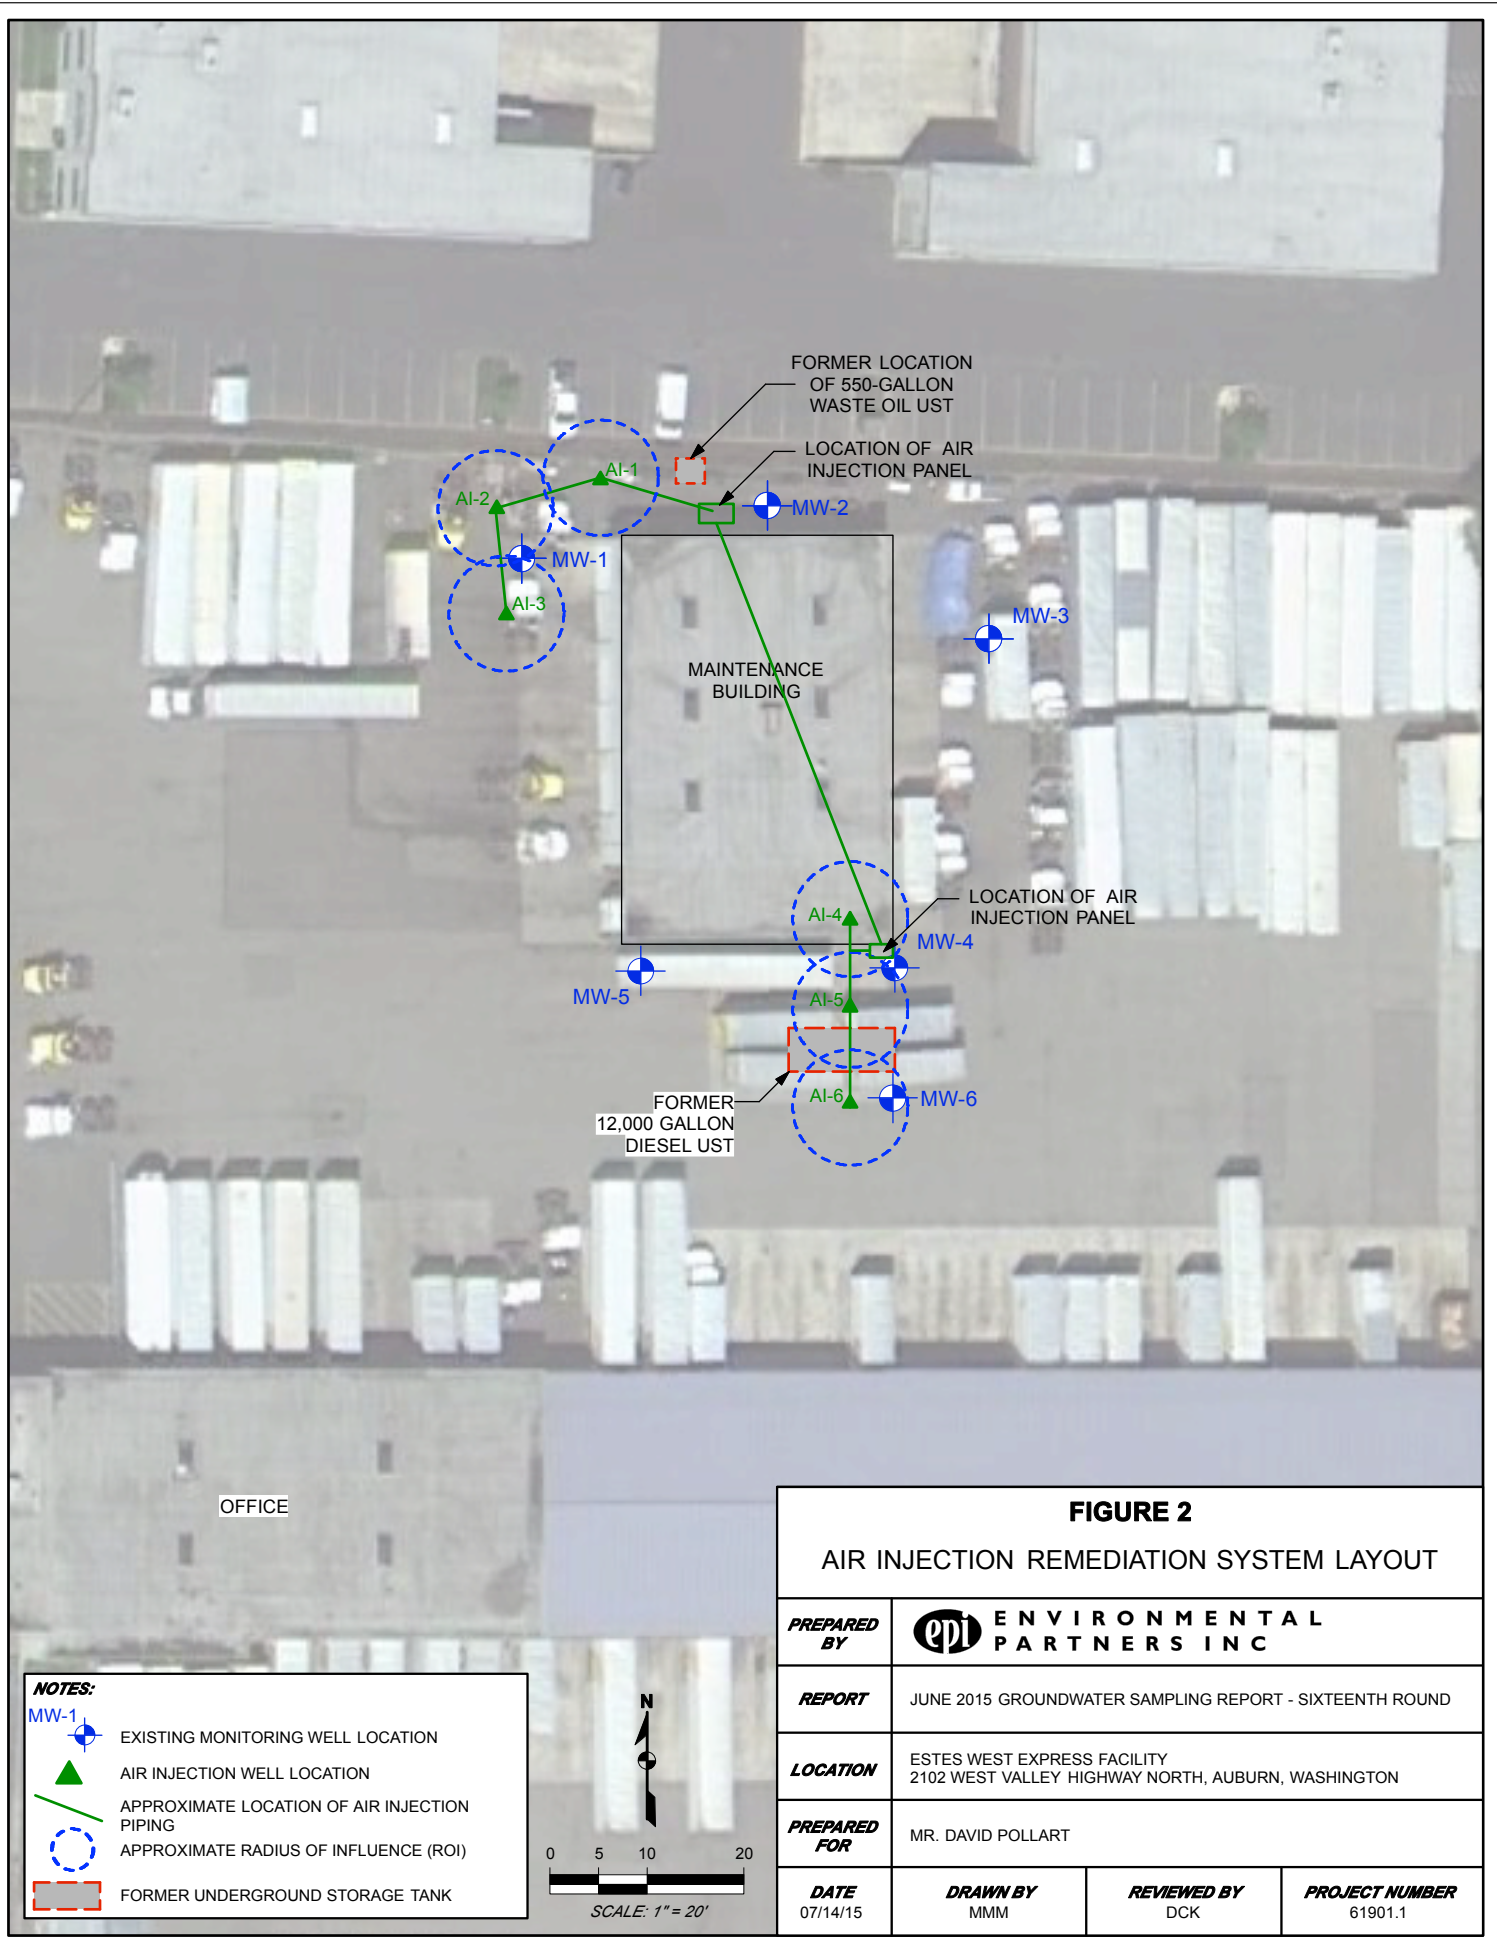 FORMER LOCATION
OF 550-GALLON
WASTE OIL UST
LOCATION OF AIR
INJECTION PANEL
AI-1
AI-2
MW-2
MW-1
AI-3
MW-3
MAINTENANCE
BUILDING
LOCATION OF AIR
INJECTION PANEL
AI-4
MW-4
MW-5
AI-5
FORMER
12,000 GALLON
DIESEL UST
AI-6
MW-6
OFFICE
FIGURE 2
AIR INJECTION REMEDIATION SYSTEM LAYOUT
PREPARED
BY
epi
ENVIRONMENTAL
PARTNERS INC
REPORT
JUNE 2015 GROUNDWATER SAMPLING REPORT - SIXTEENTH ROUND
LOCATION
ESTES WEST EXPRESS FACILITY
2102 WEST VALLEY HIGHWAY NORTH, AUBURN, WASHINGTON
PREPARED
FOR
MR. DAVID POLLART
DATE
07/14/15
DRAWN BY
MMM
REVIEWED BY
DCK
PROJECT NUMBER
61901.1
NOTES:
MW-1
EXISTING MONITORING WELL LOCATION
AIR INJECTION WELL LOCATION
APPROXIMATE LOCATION OF AIR INJECTION
PIPING
APPROXIMATE RADIUS OF INFLUENCE (ROI)
FORMER UNDERGROUND STORAGE TANK
N
0 5 10 20
SCALE: 1" = 20'